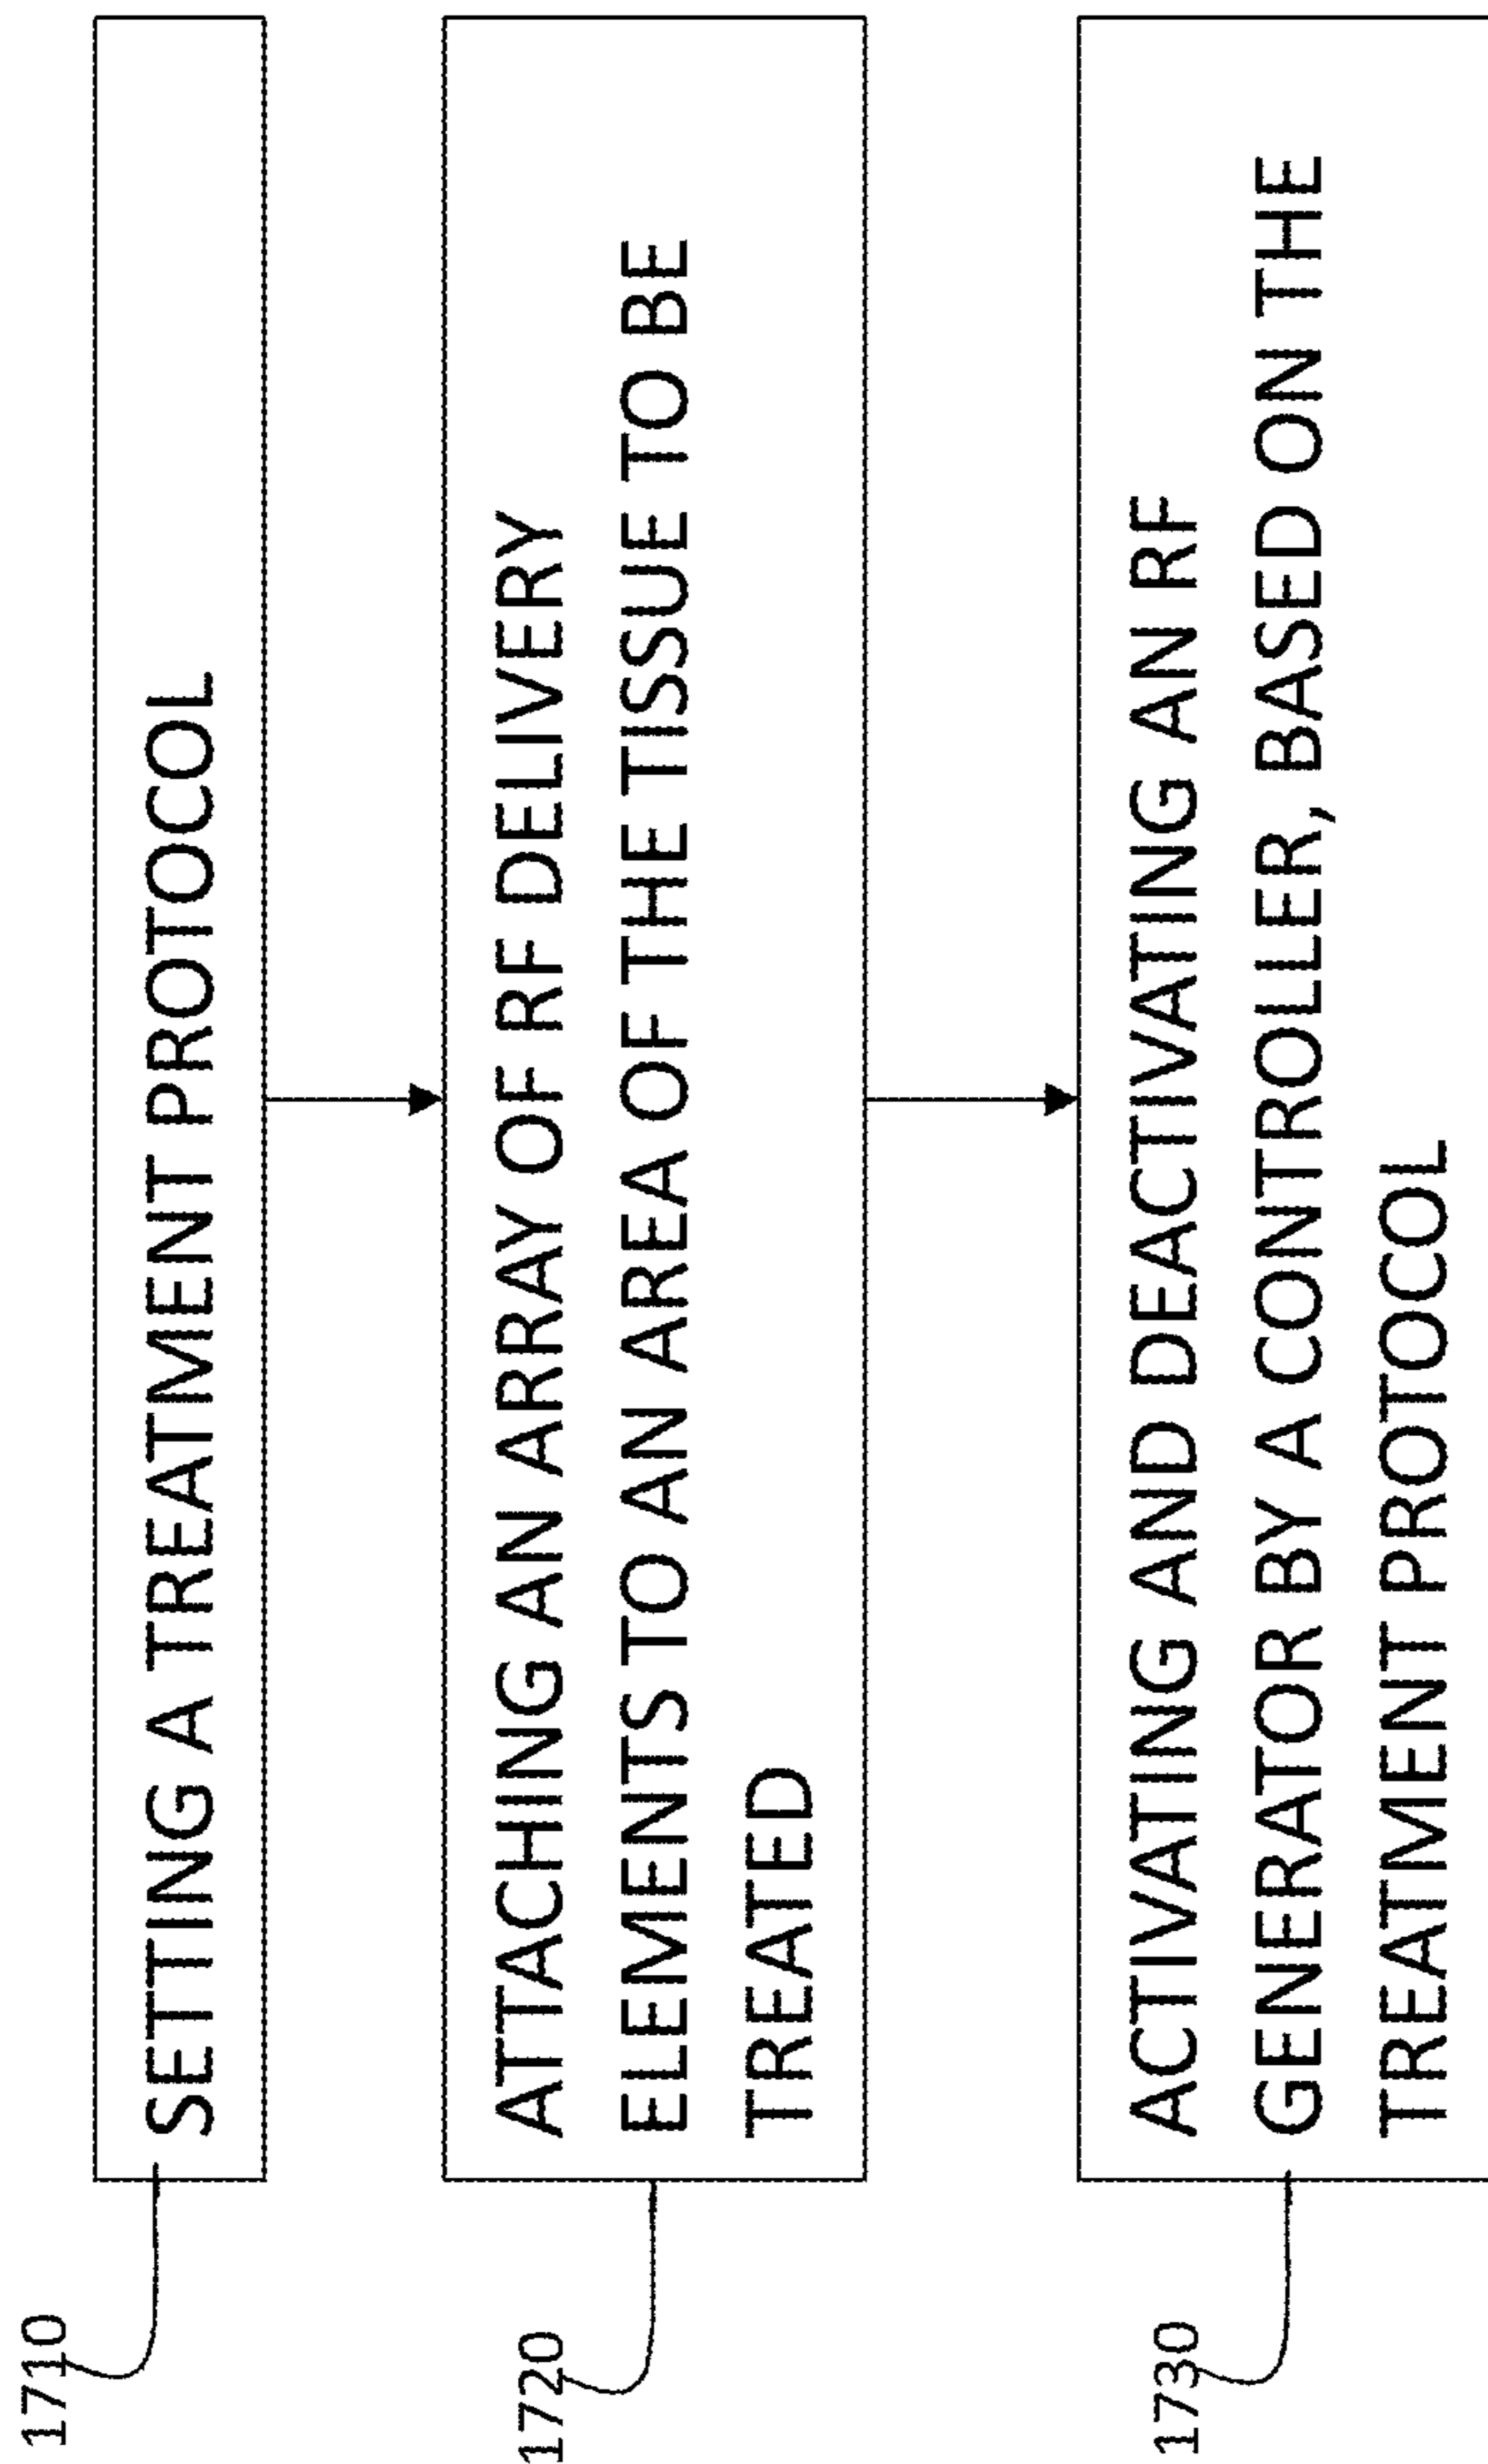 1710
SETTING A TREATMENT PROTOCOL
1720
ATTACHING AN ARRAY OF RF DELIVERY
ELEMENTS TO AN AREA OF THE TISSUE TO BE
TREATED
1730
ACTIVATING AND DEACTIVATING AN RF
GENERATOR BY A CONTROLLER, BASED ON THE
TREATMENT PROTOCOL